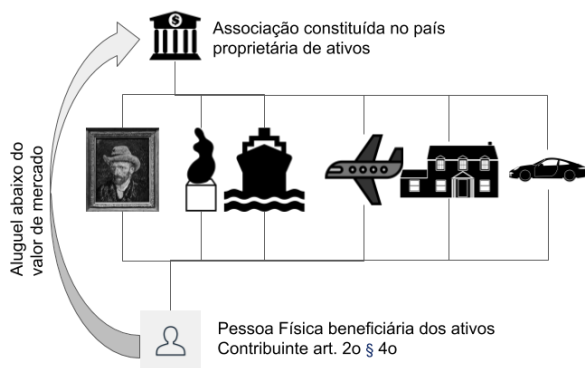 Associação constituída no país
proprietária de ativos
Aluguel abaixo do
valor de mercado
Pessoa Física beneficiária dos ativos
Contribuinte art. 2o § 4o